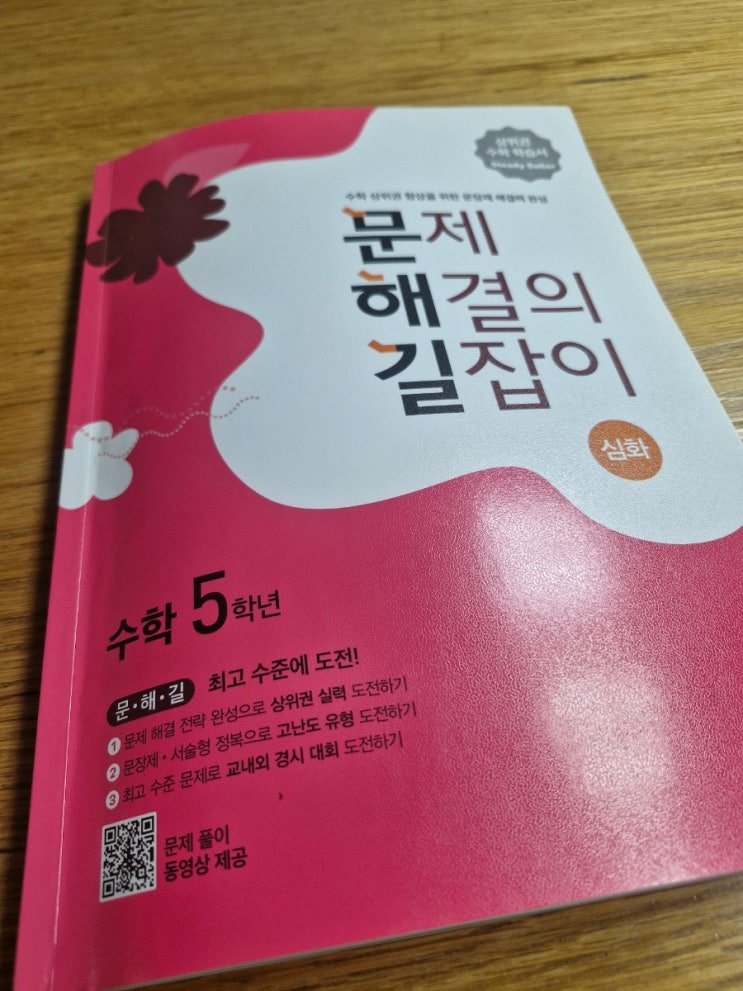 상위권
수학 학습서
Steady Seller
수학 상위권 향상을 위한 문장제 해결력 완성
문제
해결의
길잡이
심화
수학 5학년
문·해·길 최고 수준에 도전!
1 문제 해결 전략 완성으로 상위권 실력 도전하기
2 문장제·서술형 정복으로 고난도 유형 도전하기
3 최고 수준 문제로 교내외 경시 대회 도전하기
문제 풀이
동영상 제공